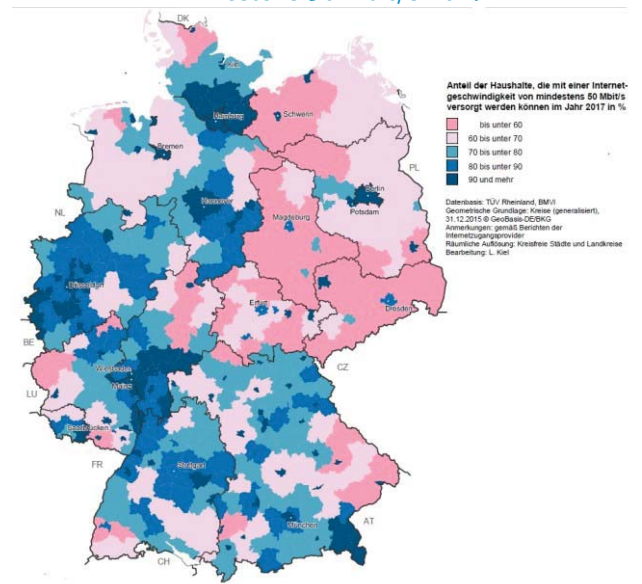 DK
Kiel
Hamburg
Schwerin
Bremen
PL
Berlin
Hannover
Potsdam
Magdeburg
NL
Düsseldorf
Erfurt
Dresden
BE
Wiesbaden
Mainz
CZ
LU
Saarbrücken
FR
Stuttgart
München
AT
CH
Anteil der Haushalte, die mit einer Internet-
geschwindigkeit von mindestens 50 Mbit/s
versorgt werden können im Jahr 2017 in %
bis unter 60
60 bis unter 70
70 bis unter 80
80 bis unter 90
90 und mehr
Datenbasis: TÜV Rheinland, BMVI
Geometrische Grundlage: Kreise (generalisiert),
31.12.2015 © GeoBasis-DE/BKG
Anmerkungen: gemäß Berichten der
Internetzugangsprovider
Räumliche Auflösung: Kreisfreie Städte und Landkreise
Bearbeitung: L. Kiel